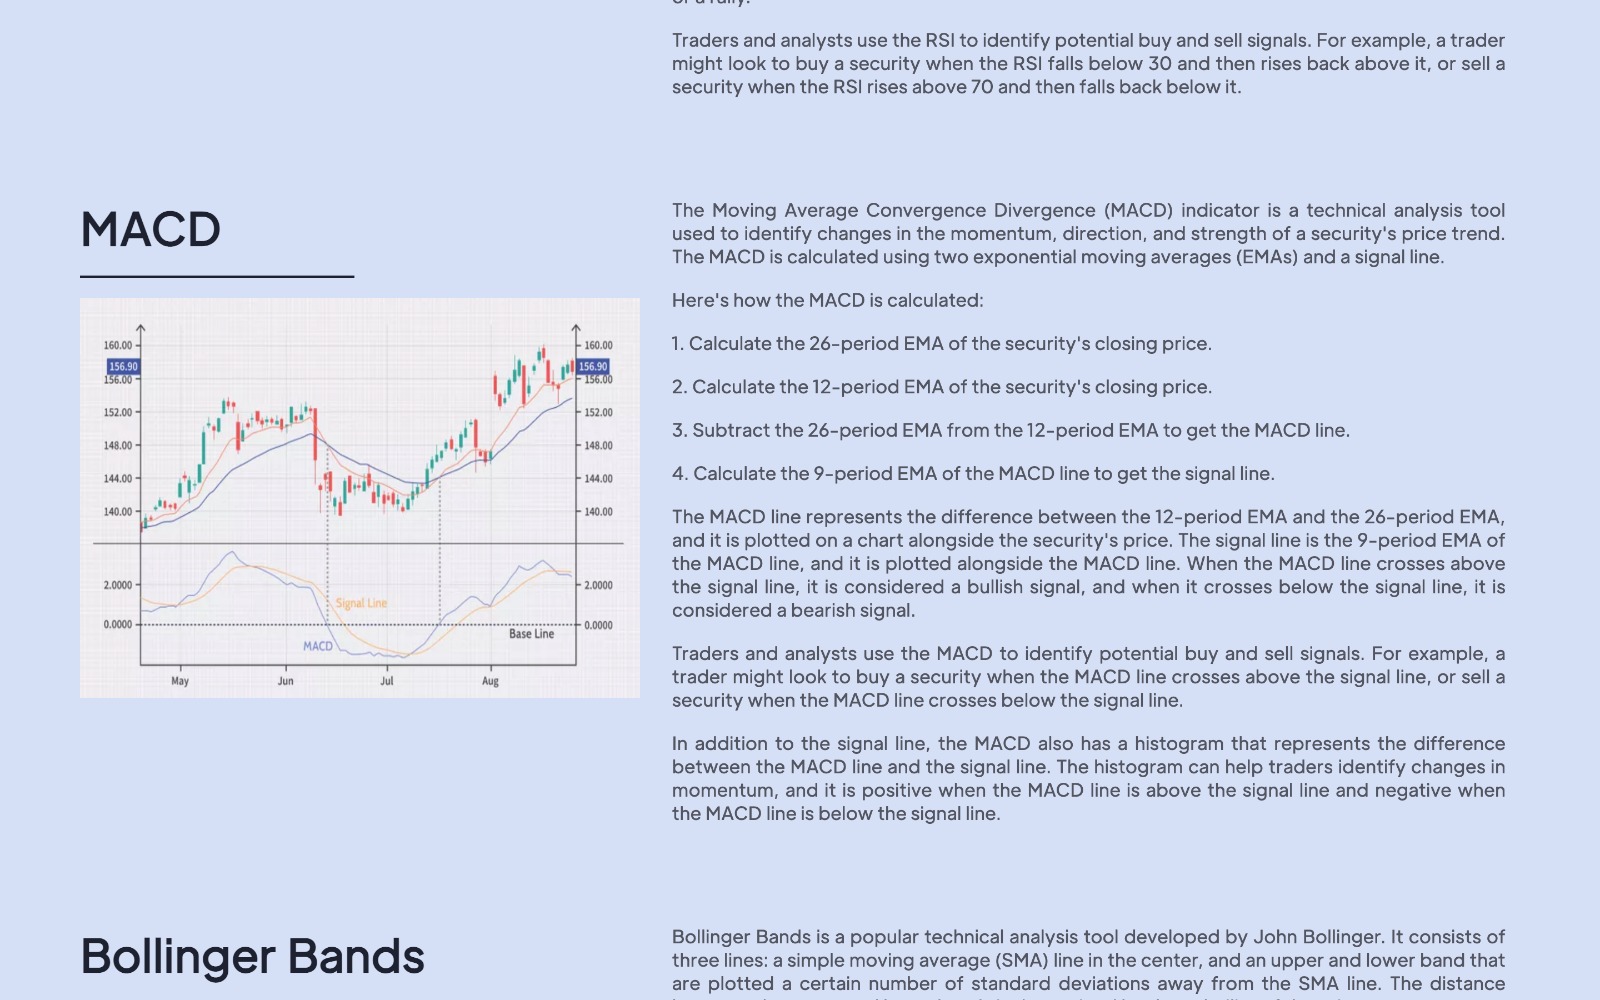 Traders and analysts use the RSI to identify potential buy and sell signals. For example, a trader
might look to buy a security when the RSI falls below 30 and then rises back above it, or sell a
security when the RSI rises above 70 and then falls back below it.
MACD
160.00
156.90
156.00
152.00
148.00
144.00
140.00
2.0000
0.0000
160.00
156.90
156.00
152.00
148.00
144.00
140.00
2.0000
0.0000
Signal Line
MACD
Base Line
May Jun Jul Aug
The Moving Average Convergence Divergence (MACD) indicator is a technical analysis tool
used to identify changes in the momentum, direction, and strength of a security's price trend.
The MACD is calculated using two exponential moving averages (EMAs) and a signal line.
Here's how the MACD is calculated:
1. Calculate the 26-period EMA of the security's closing price.
2. Calculate the 12-period EMA of the security's closing price.
3. Subtract the 26-period EMA from the 12-period EMA to get the MACD line.
4. Calculate the 9-period EMA of the MACD line to get the signal line.
The MACD line represents the difference between the 12-period EMA and the 26-period EMA,
and it is plotted on a chart alongside the security's price. The signal line is the 9-period EMA of
the MACD line, and it is plotted alongside the MACD line. When the MACD line crosses above
the signal line, it is considered a bullish signal, and when it crosses below the signal line, it is
considered a bearish signal.
Traders and analysts use the MACD to identify potential buy and sell signals. For example, a
trader might look to buy a security when the MACD line crosses above the signal line, or sell a
security when the MACD line crosses below the signal line.
In addition to the signal line, the MACD also has a histogram that represents the difference
between the MACD line and the signal line. The histogram can help traders identify changes in
momentum, and it is positive when the MACD line is above the signal line and negative when
the MACD line is below the signal line.
Bollinger Bands
Bollinger Bands is a popular technical analysis tool developed by John Bollinger. It consists of
three lines: a simple moving average (SMA) line in the center, and an upper and lower band that
are plotted a certain number of standard deviations away from the SMA line. The distance